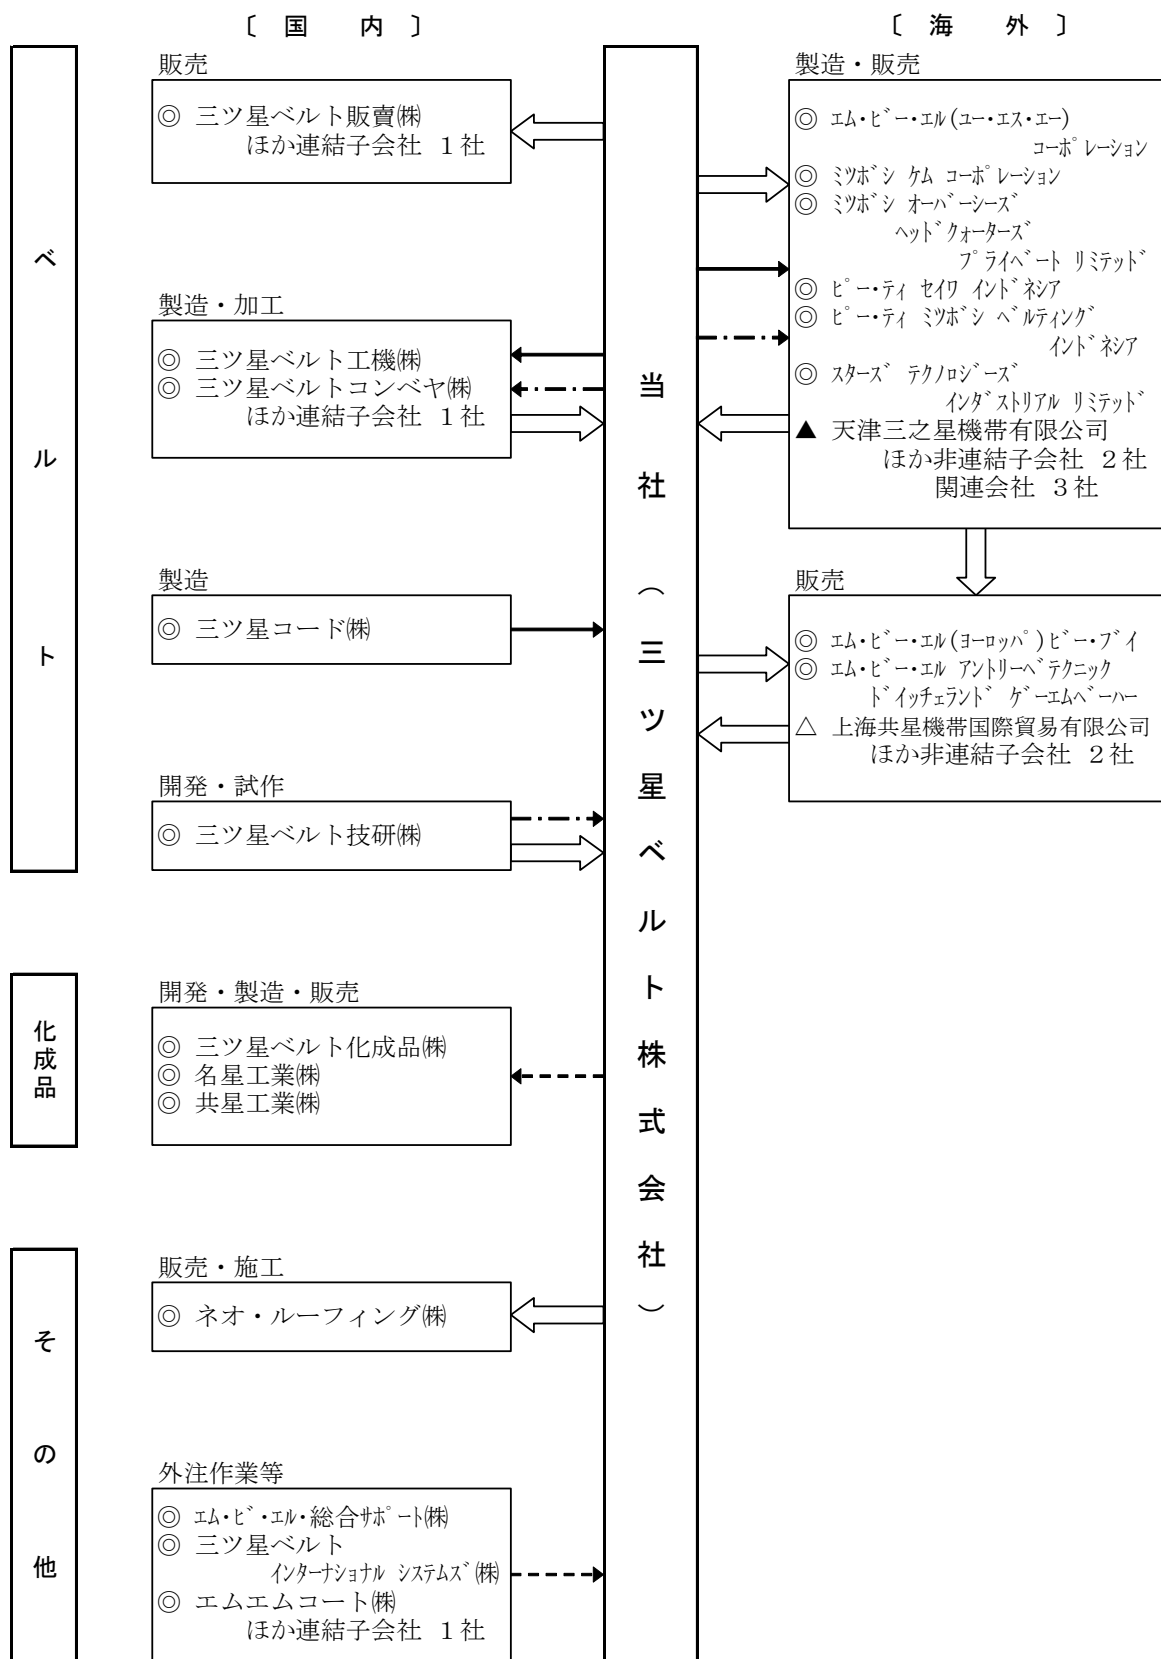 〔 国 内 〕
〔 海 外 〕
ベルト
販売
◎ 三ツ星ベルト販賣㈱
ほか連結子会社 1社
製造・加工
◎ 三ツ星ベルト工機㈱
◎ 三ツ星ベルトコンベヤ㈱
ほか連結子会社 1社
製造
◎ 三ツ星コード㈱
開発・試作
◎ 三ツ星ベルト技研㈱
化成品
開発・製造・販売
◎ 三ツ星ベルト化成品㈱
◎ 名星工業㈱
◎ 共星工業㈱
その他
販売・施工
◎ ネオ・ルーフィング㈱
外注作業等
◎ エム・ビ・エル・総合サポート㈱
◎ 三ツ星ベルト
インターナショナル システムズ㈱
◎ エムエムコート㈱
ほか連結子会社 1社
当社(三ツ星ベルト株式会社)
製造・販売
◎ エム・ビー・エル(ユー・エス・エー)
コーポレーション
◎ ミツボシ ケム コーポレーション
◎ ミツボシ オーバーシーズ
ヘッドクォーターズ
プライベート リミテッド
◎ ピー・ティ セイワ インドネシア
◎ ピー・ティ ミツボシ ベルティング
インドネシア
◎ スターズ テクノロジーズ
インダストリアル リミテッド
▲ 天津三之星機帯有限公司
ほか非連結子会社 2社
関連会社 3社
販売
◎ エム・ビー・エル(ヨーロッパ)ビー・ブイ
◎ エム・ビー・エル アントリーベテクニック
ドイッチェランド ゲーエムベーハー
△ 上海共星機帯国際貿易有限公司
ほか非連結子会社 2社